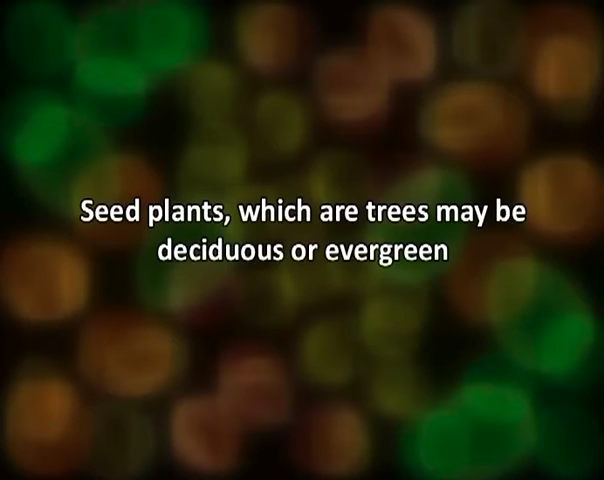 Seed plants, which are trees may be
deciduous or evergreen